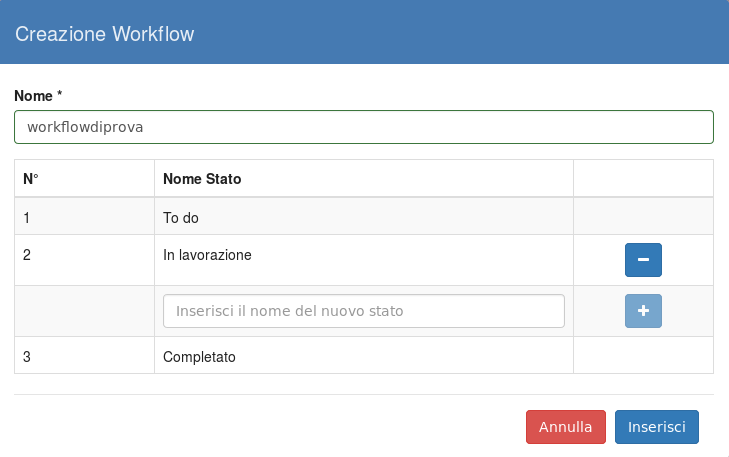 Creazione Workflow
Nome *
workflowdiprova
N° Nome Stato
1 To do
2 In lavorazione
Inserisci il nome del nuovo stato
3 Completato
Annulla Inserisci